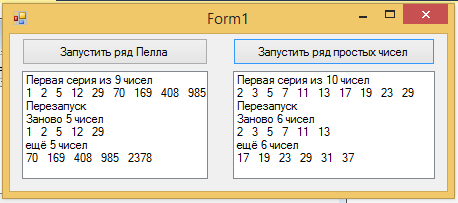 Form1
Запустить ряд Пелла
Запустить ряд простых чисел
Первая серия из 9 чисел
1 2 5 12 29 70 169 408 985
Перезапуск
Заново 5 чисел
1 2 5 12 29
ещё 5 чисел
70 169 408 985 2378
Первая серия из 10 чисел
2 3 5 7 11 13 17 19 23 29
Перезапуск
Заново 6 чисел
2 3 5 7 11 13
ещё 6 чисел
17 19 23 29 31 37